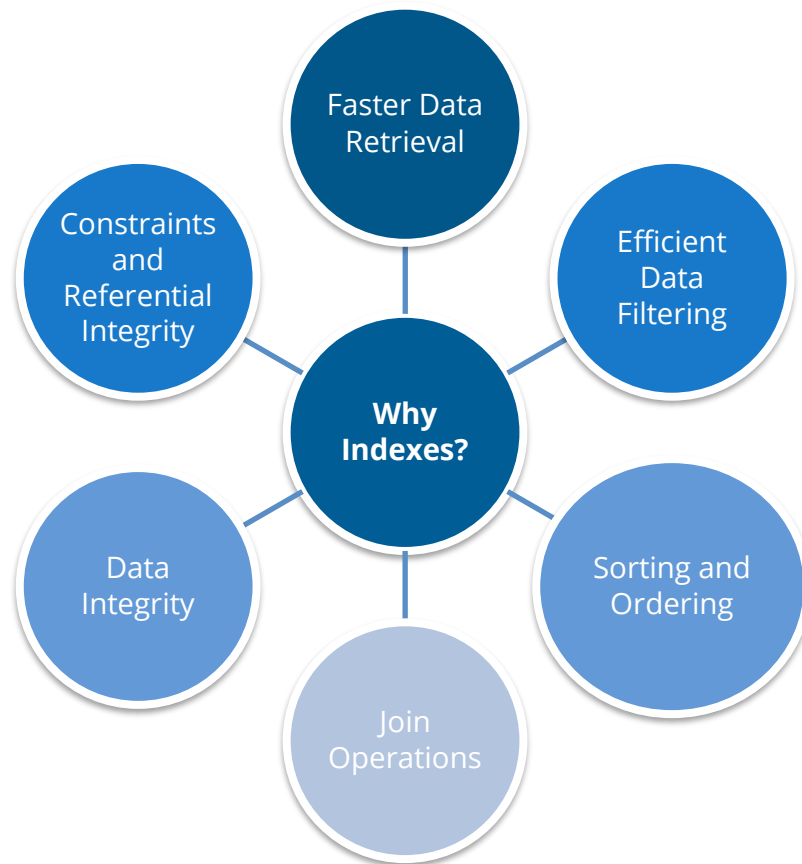 Faster Data
Retrieval
Constraints
and
Referential
Integrity
Efficient
Data
Filtering
Why
Indexes?
Data
Integrity
Sorting and
Ordering
Join
Operations